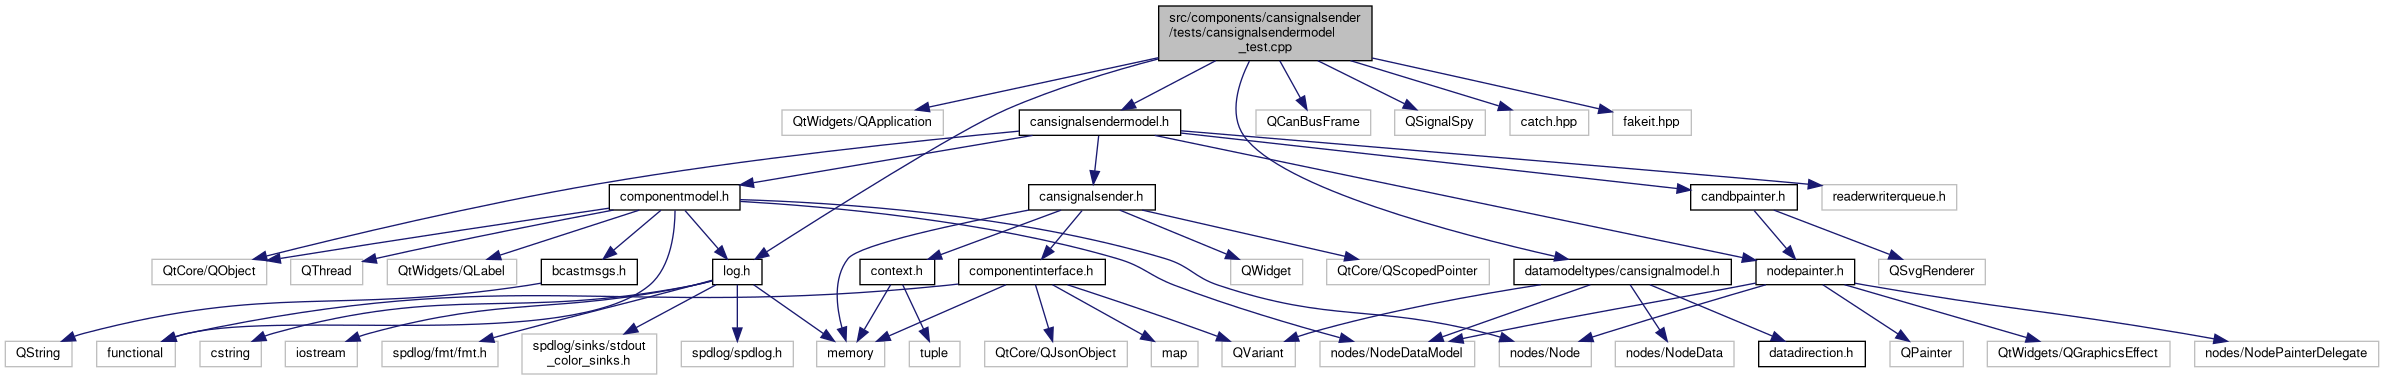 src/components/cansignalsender
/tests/cansignalsendermodel
_test.cpp
QtWidgets/QApplication
cansignalsendermodel.h
QCanBusFrame
QSignalSpy
catch.hpp
fakeit.hpp
componentmodel.h
cansignalsender.h
candbpainter.h
readerwriterqueue.h
QtCore/QObject
QThread
QtWidgets/QLabel
bcastmsgs.h
log.h
context.h
componentinterface.h
QWidget
QtCore/QScopedPointer
datamodeltypes/cansignalmodel.h
nodepainter.h
QSvgRenderer
QString
functional
cstring
iostream
spdlog/fmt/fmt.h
spdlog/sinks/stdout
_color_sinks.h
spdlog/spdlog.h
memory
tuple
QtCore/QJsonObject
map
QVariant
nodes/NodeDataModel
nodes/Node
nodes/NodeData
datadirection.h
QPainter
QtWidgets/QGraphicsEffect
nodes/NodePainterDelegate